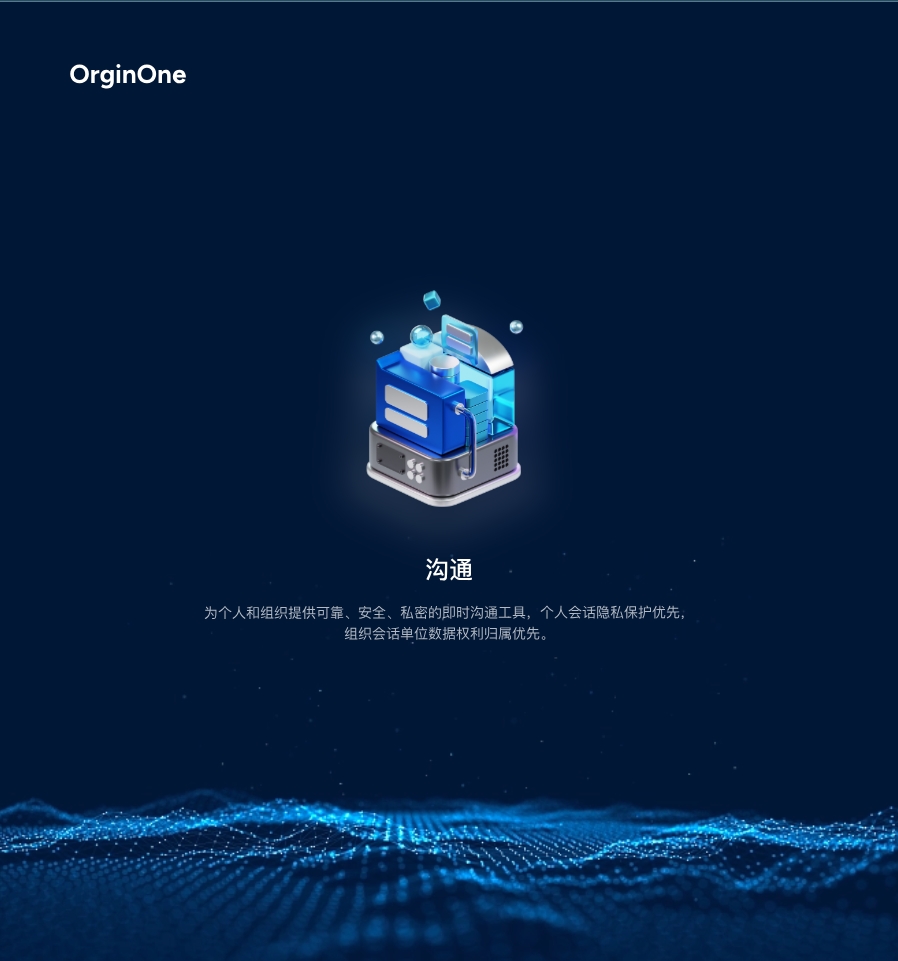 OrginOne
沟通
为个人和组织提供可靠、安全、私密的即时沟通工具，个人会话隐私保护优先，
组织会话单位数据权利归属优先。